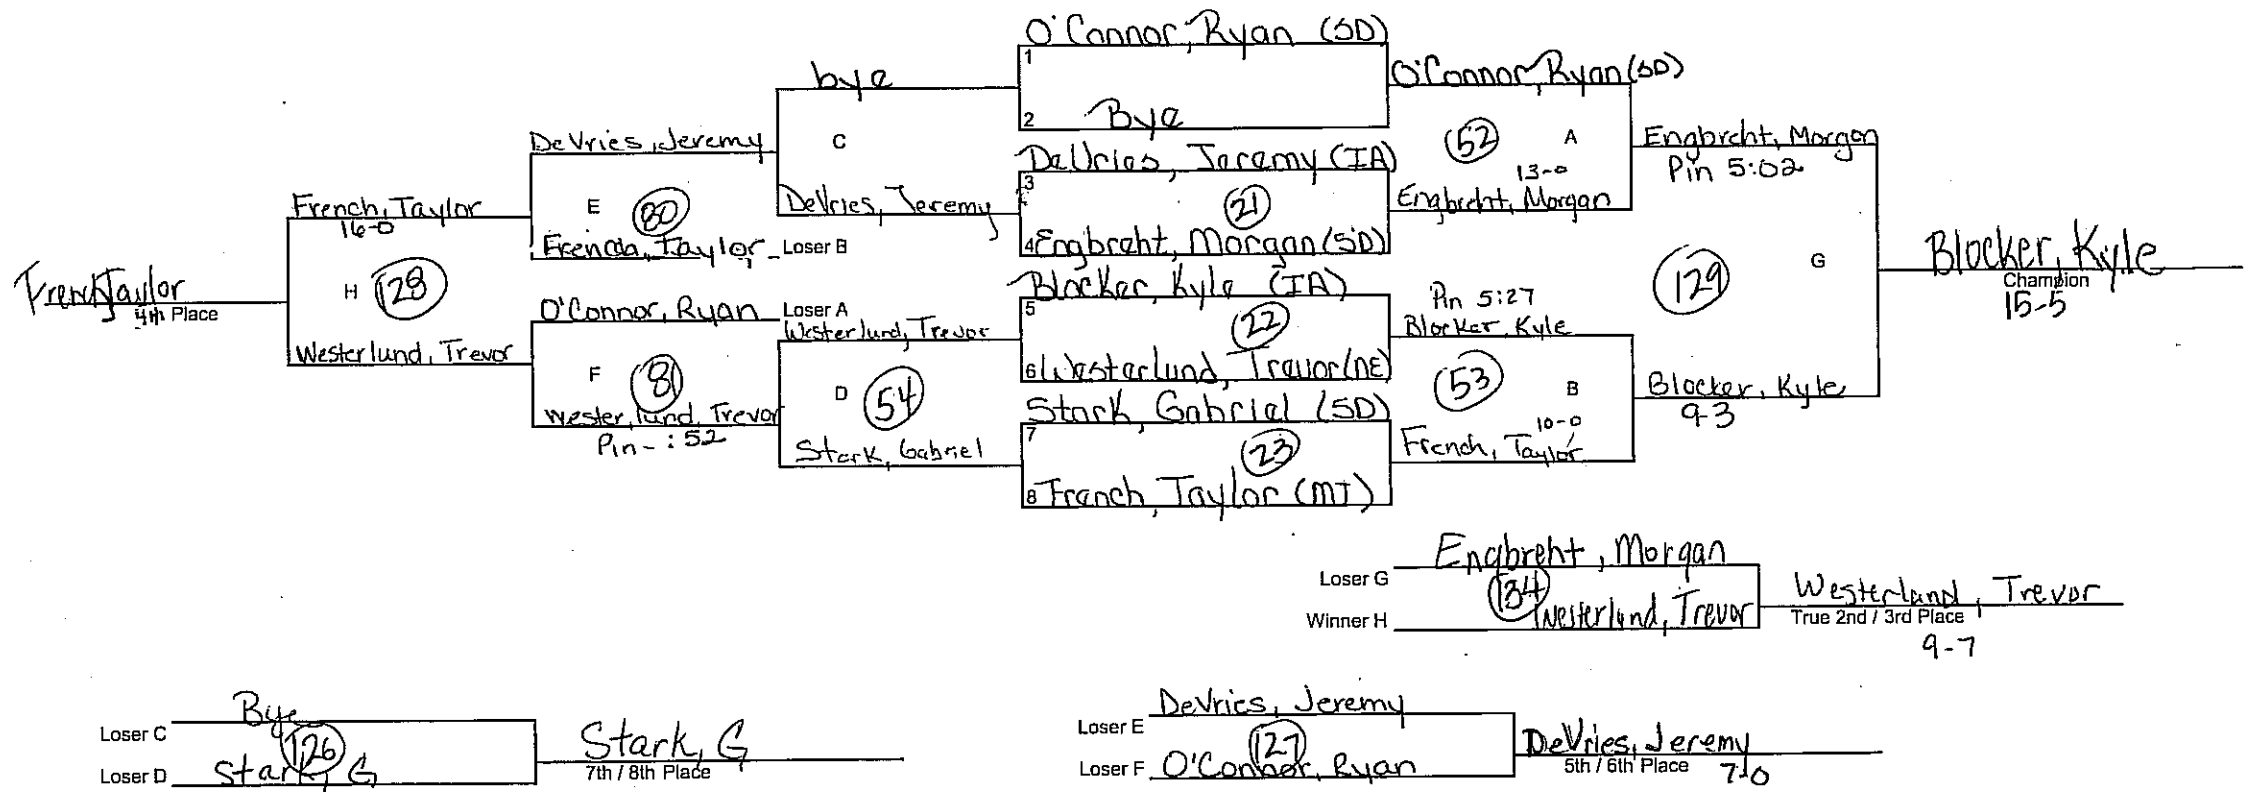 O'Connor, Ryan (SD)
1
2 Bye
DeVries, Jeremy (IA)
3
21
4 Engbreht, Morgan (SD)
Blocker, Kyle (IA)
5
22
6 Westerlund, Trevor (NE)
Stark, Gabriel (SD)
7
23
8 French, Taylor (MT)
O'Connor, Ryan (SD)
52 A
13-0
Engbreht, Morgan
Pin 5:27
Blocker, Kyle
53 B
10-0
French, Taylor
Engbreht, Morgan
Pin 5:02
129 G
Blocker, Kyle
9-3
Blocker, Kyle
Champion
15-5
bye
C
DeVries, Jeremy
Westerlund, Trevor
D 54
Stark, Gabriel
DeVries, Jeremy
E 80
French, Taylor Loser B
O'Connor, Ryan Loser A
F 81
Westerlund, Trevor
Pin - :52
French, Taylor
16-0
H 128
Westerlund, Trevor
French Taylor
4th Place
Loser G Engbreht, Morgan
134
Winner H Westerlund, Trevor
Westerland, Trevor
True 2nd / 3rd Place
9-7
Loser C Bye
126
Loser D Stark, G
Stark, G
7th / 8th Place
Loser E DeVries, Jeremy
127
Loser F O'Connor, Ryan
DeVries, Jeremy
5th / 6th Place 7-0